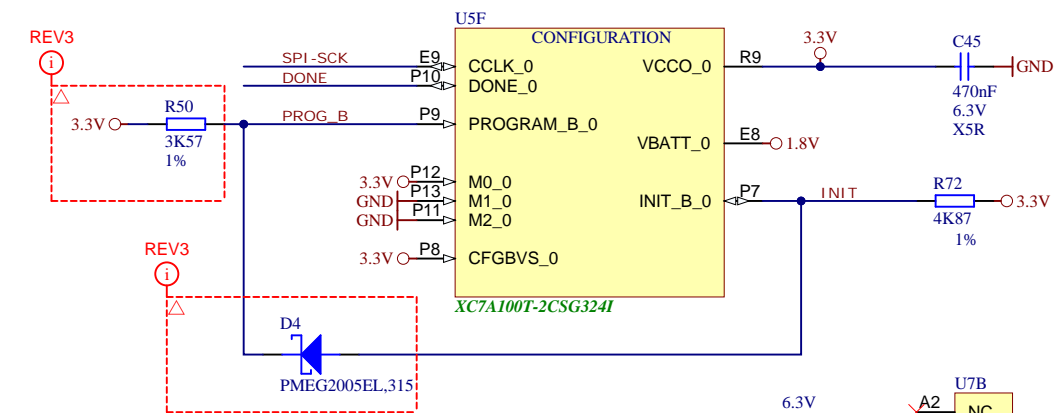 U5F
REV3
i
CONFIGURATION
3.3V
C45
SPI-SCK
E9
CCLK_0
VCCO_0
R9
GND
DONE
P10
DONE_0
470nF
6.3V
X5R
R50
3.3V
PROG_B
P9
PROGRAM_B_0
3K57
1%
VBATT_0
E8
1.8V
3.3V
P12
M0_0
GND
P13
M1_0
GND
P11
M2_0
INIT_B_0
P7
INIT
R72
3.3V
4K87
1%
REV3
i
3.3V
P8
CFGBVS_0
XC7A100T-2CSG324I
D4
PMEG2005EL,315
6.3V
U7B
A2
NC